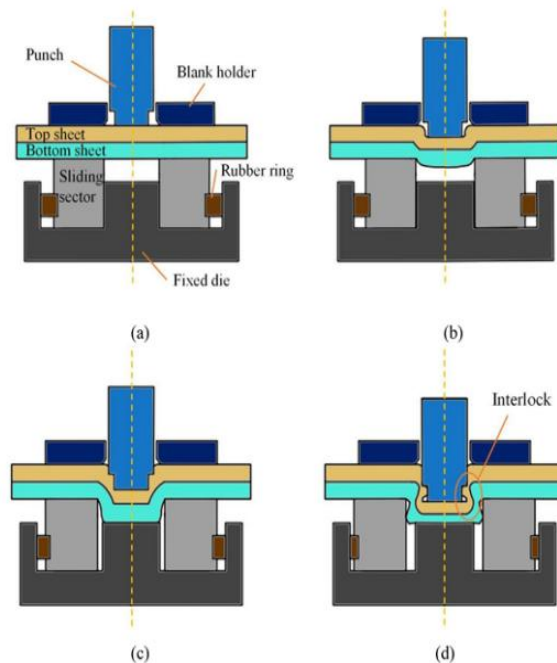 Punch
Blank holder
Top sheet
Bottom sheet
Sliding
sector
Rubber ring
Fixed die
(a)
(b)
Interlock
(c)
(d)